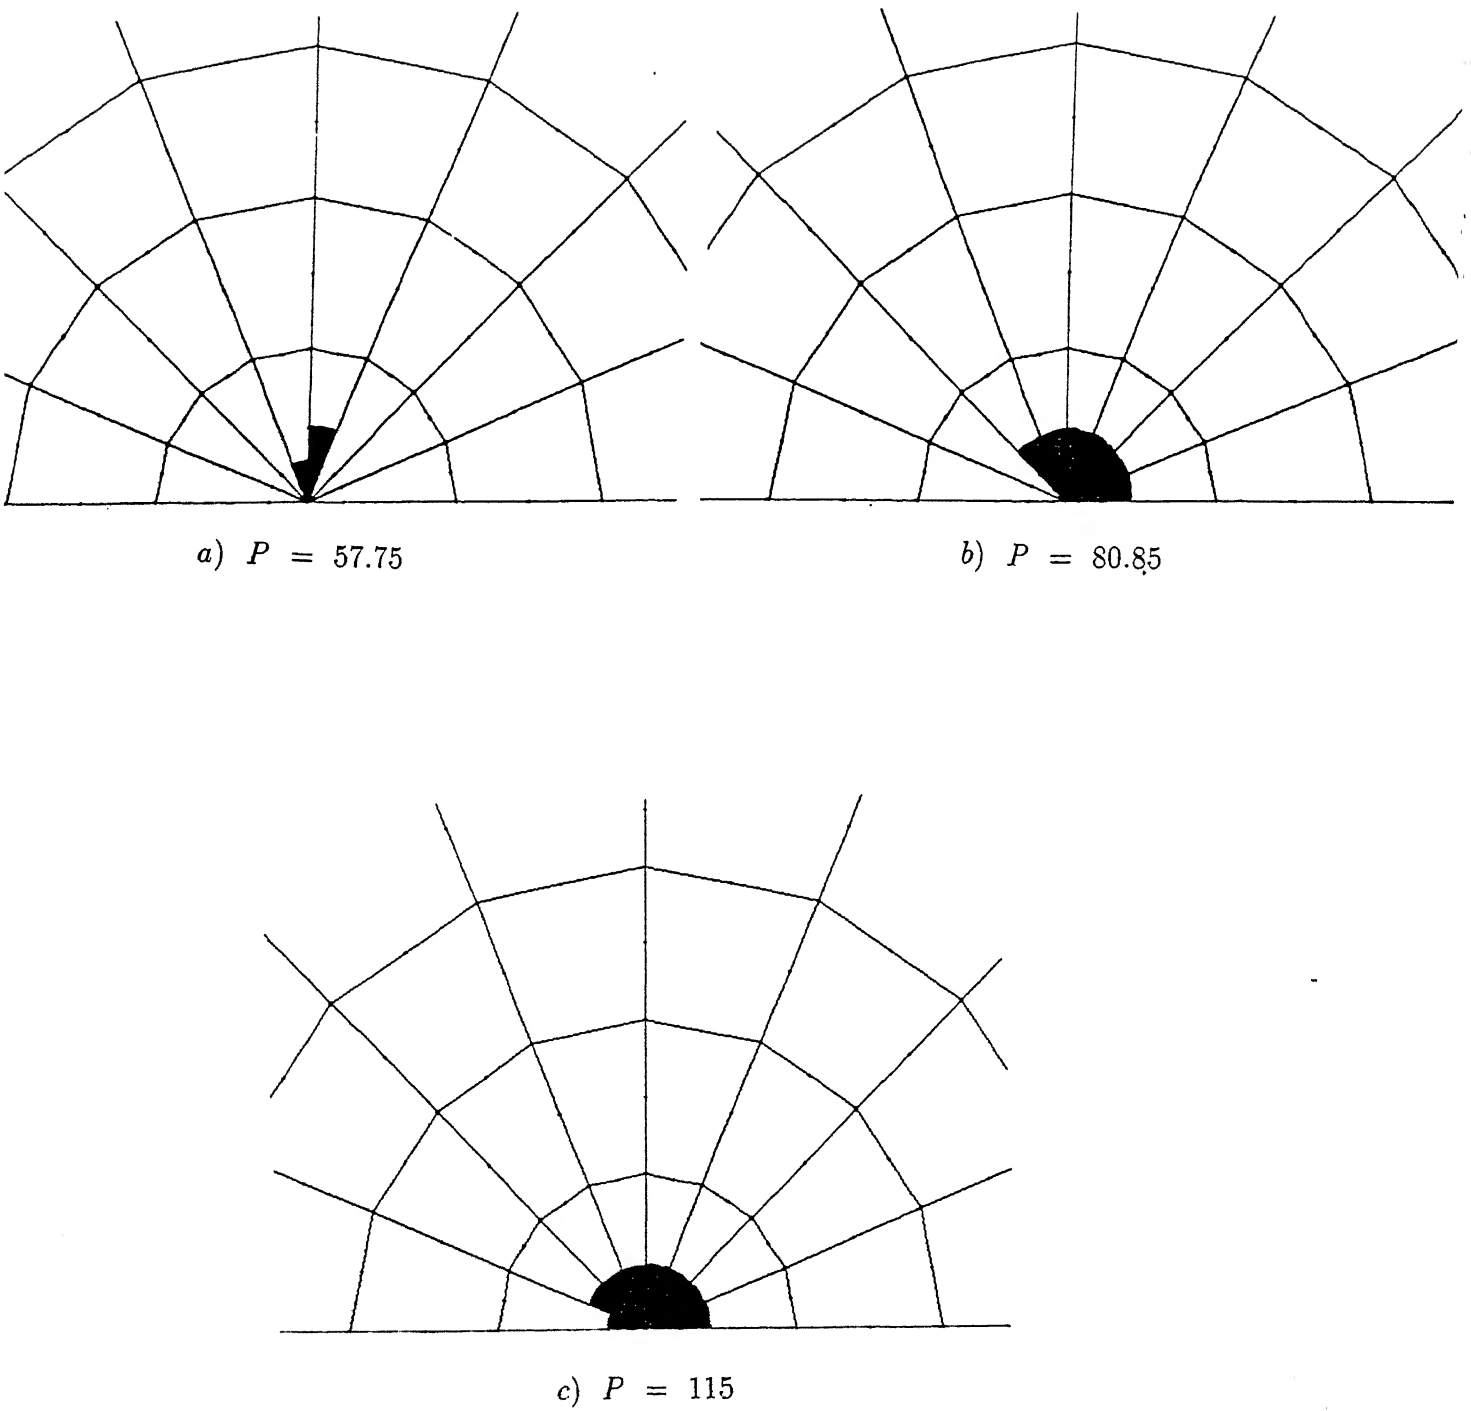 a) P = 57.75
b) P = 80.85
c) P = 115